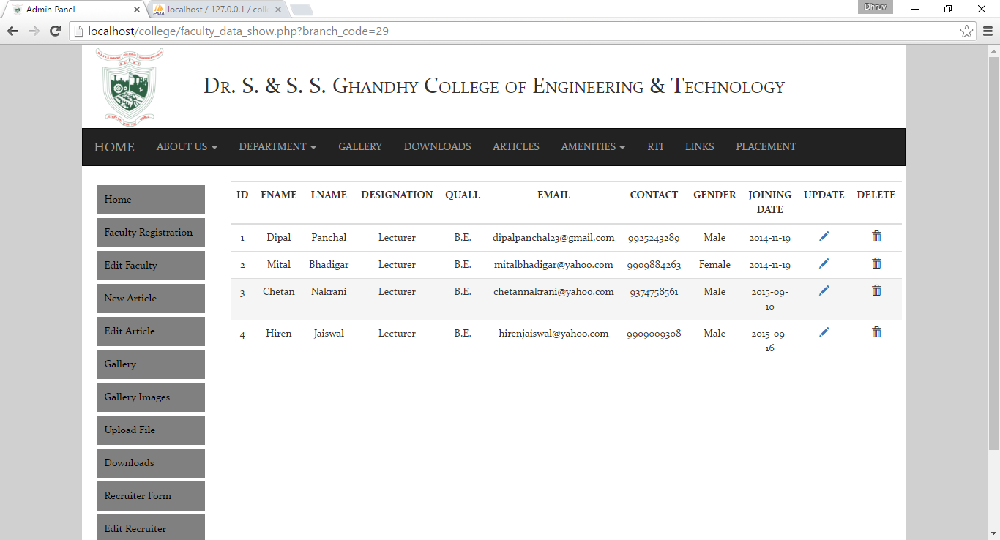 Admin Panel
localhost / 127.0.0.1 / coll
Dhruv
localhost/college/faculty_data_show.php?branch_code=29
Dr. S. & S. S. Ghandhy College of Engineering & Technology
HOME ABOUT US DEPARTMENT GALLERY DOWNLOADS ARTICLES AMENITIES RTI LINKS PLACEMENT
Home
Faculty Registration
Edit Faculty
New Article
Edit Article
Gallery
Gallery Images
Upload File
Downloads
Recruiter Form
Edit Recruiter
ID FNAME LNAME DESIGNATION QUALI. EMAIL CONTACT GENDER JOINING UPDATE DELETE
DATE
1 Dipal Panchal Lecturer B.E. dipalpanchal23@gmail.com 9925243289 Male 2014-11-19
2 Mital Bhadigar Lecturer B.E. mitalbhadigar@yahoo.com 9909884263 Female 2014-11-19
3 Chetan Nakrani Lecturer B.E. chetannakrani@yahoo.com 9374758561 Male 2015-09-
10
4 Hiren Jaiswal Lecturer B.E. hirenjaiswal@yahoo.com 9909009308 Male 2015-09-
16